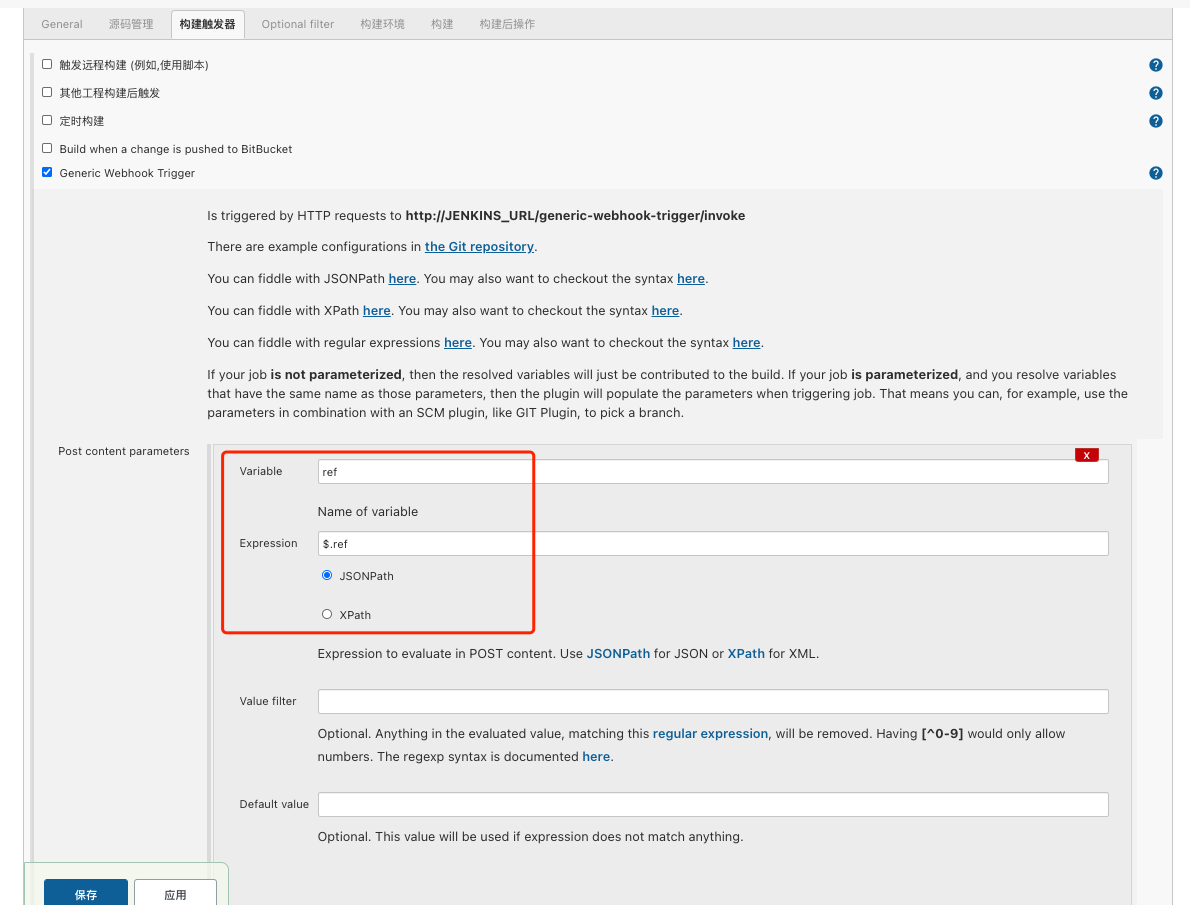 General 源码管理 构建触发器 Optional filter 构建环境 构建 构建后操作
触发远程构建 (例如,使用脚本)
其他工程构建后触发
定时构建
Build when a change is pushed to BitBucket
Generic Webhook Trigger
Is triggered by HTTP requests to http://JENKINS_URL/generic-webhook-trigger/invoke
There are example configurations in the Git repository.
You can fiddle with JSONPath here. You may also want to checkout the syntax here.
You can fiddle with XPath here. You may also want to checkout the syntax here.
You can fiddle with regular expressions here. You may also want to checkout the syntax here.
If your job is not parameterized, then the resolved variables will just be contributed to the build. If your job is parameterized, and you resolve variables
that have the same name as those parameters, then the plugin will populate the parameters when triggering job. That means you can, for example, use the
parameters in combination with an SCM plugin, like GIT Plugin, to pick a branch.
Post content parameters
X
Variable ref
Name of variable
Expression $.ref
JSONPath
XPath
Expression to evaluate in POST content. Use JSONPath for JSON or XPath for XML.
Value filter
Optional. Anything in the evaluated value, matching this regular expression, will be removed. Having [^0-9] would only allow
numbers. The regexp syntax is documented here.
Default value
Optional. This value will be used if expression does not match anything.
保存 应用